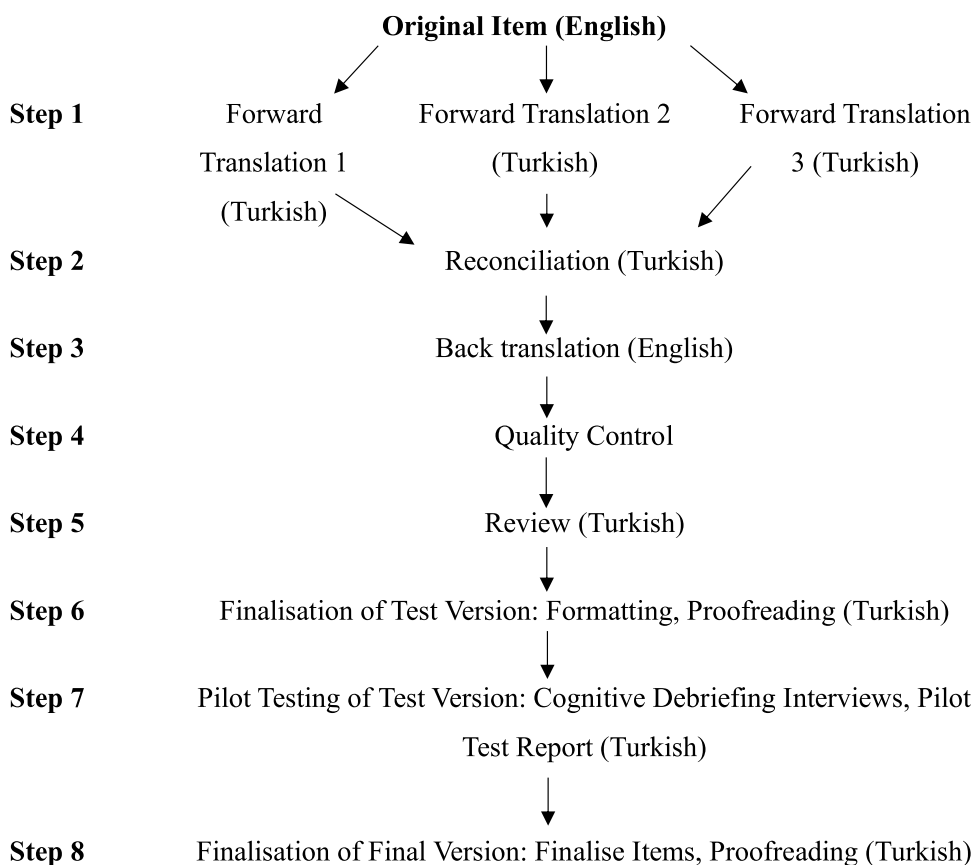 Original Item (English)
Step 1 Forward Forward Translation 2 Forward Translation
Translation 1 (Turkish) 3 (Turkish)
(Turkish)
Step 2 Reconciliation (Turkish)
Step 3 Back translation (English)
Step 4 Quality Control
Step 5 Review (Turkish)
Step 6 Finalisation of Test Version: Formatting, Proofreading (Turkish)
Step 7 Pilot Testing of Test Version: Cognitive Debriefing Interviews, Pilot
Test Report (Turkish)
Step 8 Finalisation of Final Version: Finalise Items, Proofreading (Turkish)